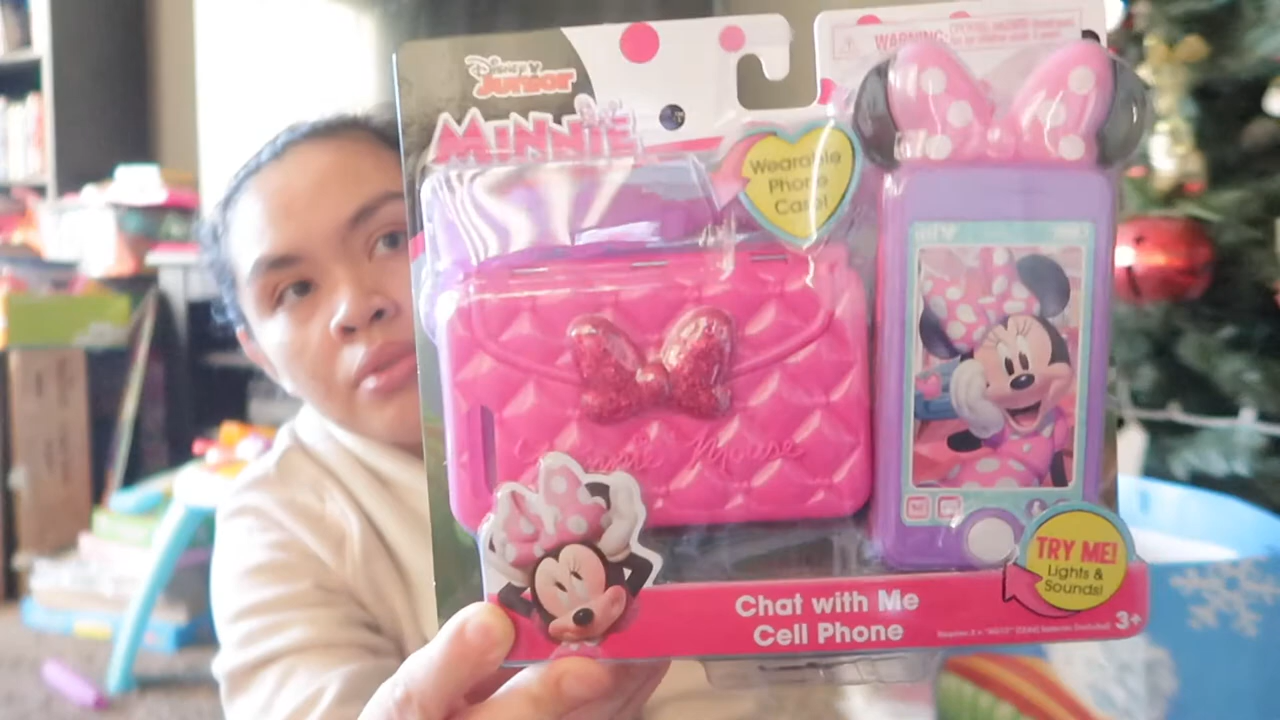 WARNING:
Disney
Junior
MINNIE
Wearable
Phone
Case!
Minnie Mouse
TRY ME!
Lights &
Sounds!
Chat with Me
Cell Phone
3+